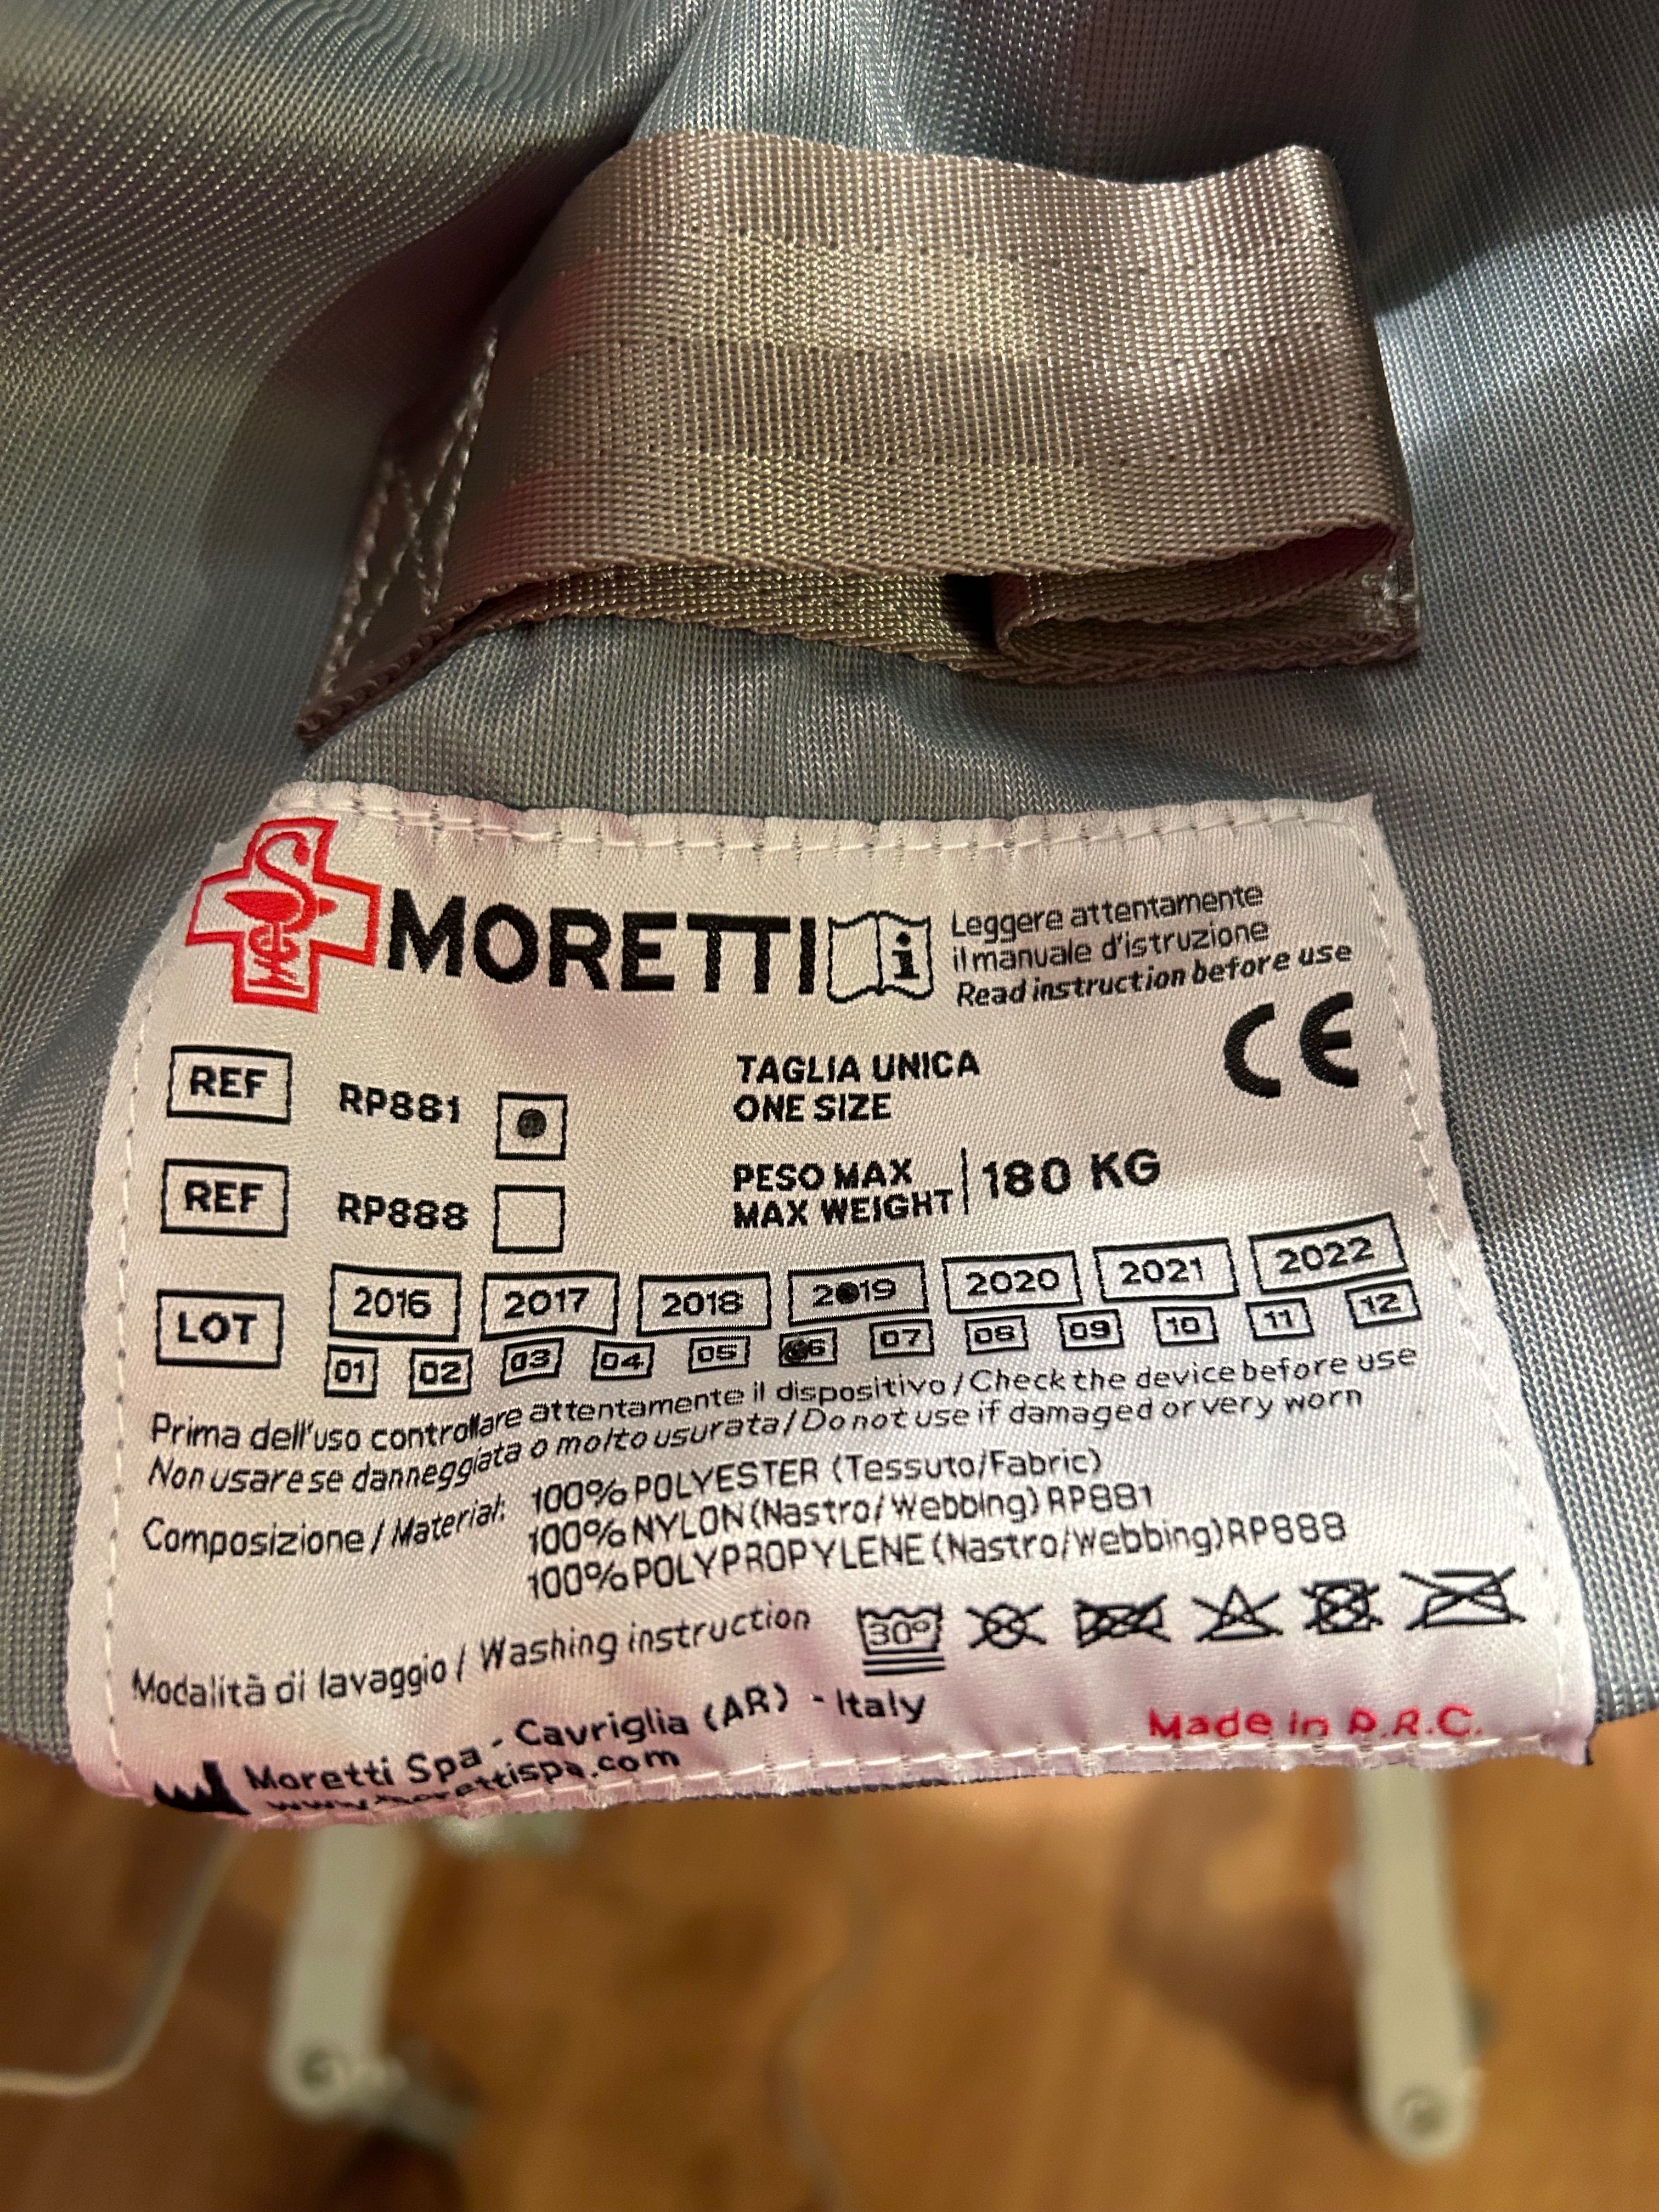 MORETTI
Leggere attentamente
il manuale d'istruzione
Read instruction before use
CE
REF RP881
TAGLIA UNICA
ONE SIZE
REF RP888
PESO MAX
MAX WEIGHT 180 KG
LOT 2016 2017 2018 2019 2020 2021 2022
01 02 03 04 05 06 07 08 09 10 11 12
Prima dell'uso controllare attentamente il dispositivo / Check the device before use
Non usare se danneggiata o molto usurata / Do not use if damaged or very worn
Composizione / Material: 100% POLYESTER (Tessuto/Fabric)
100% NYLON (Nastro/Webbing) RP881
100% POLYPROPYLENE (Nastro/Webbing) RP888
Modalità di lavaggio / Washing instruction 30°
Moretti Spa - Cavriglia (AR) - Italy
www.morettispa.com
Made in P.R.C.